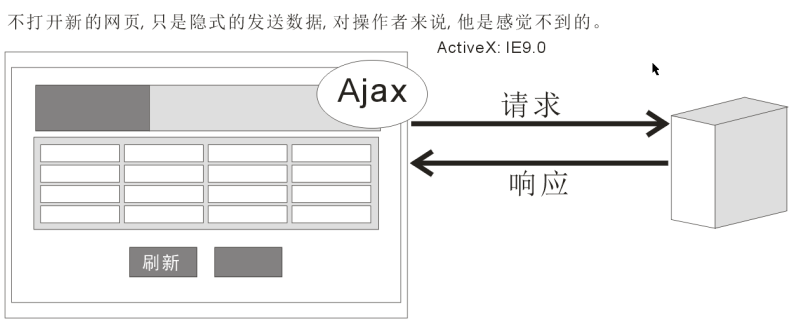 不打开新的网页, 只是隐式的发送数据, 对操作者来说, 他是感觉不到的。
ActiveX: IE9.0
Ajax
请求
响应
刷新